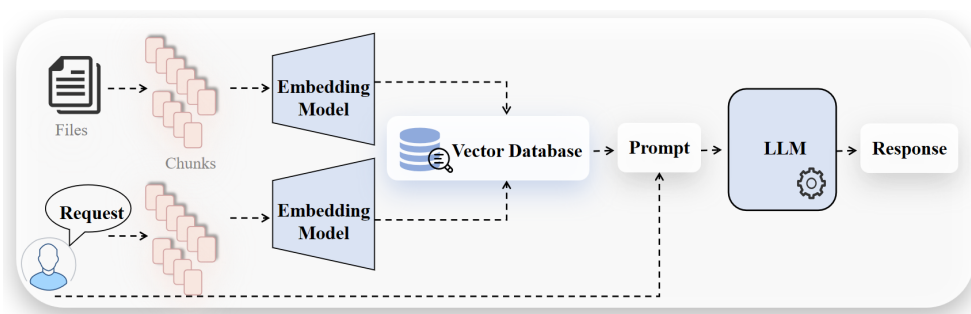 Files
Chunks
Embedding
Model
Request
Embedding
Model
Vector Database
Prompt
LLM
Response